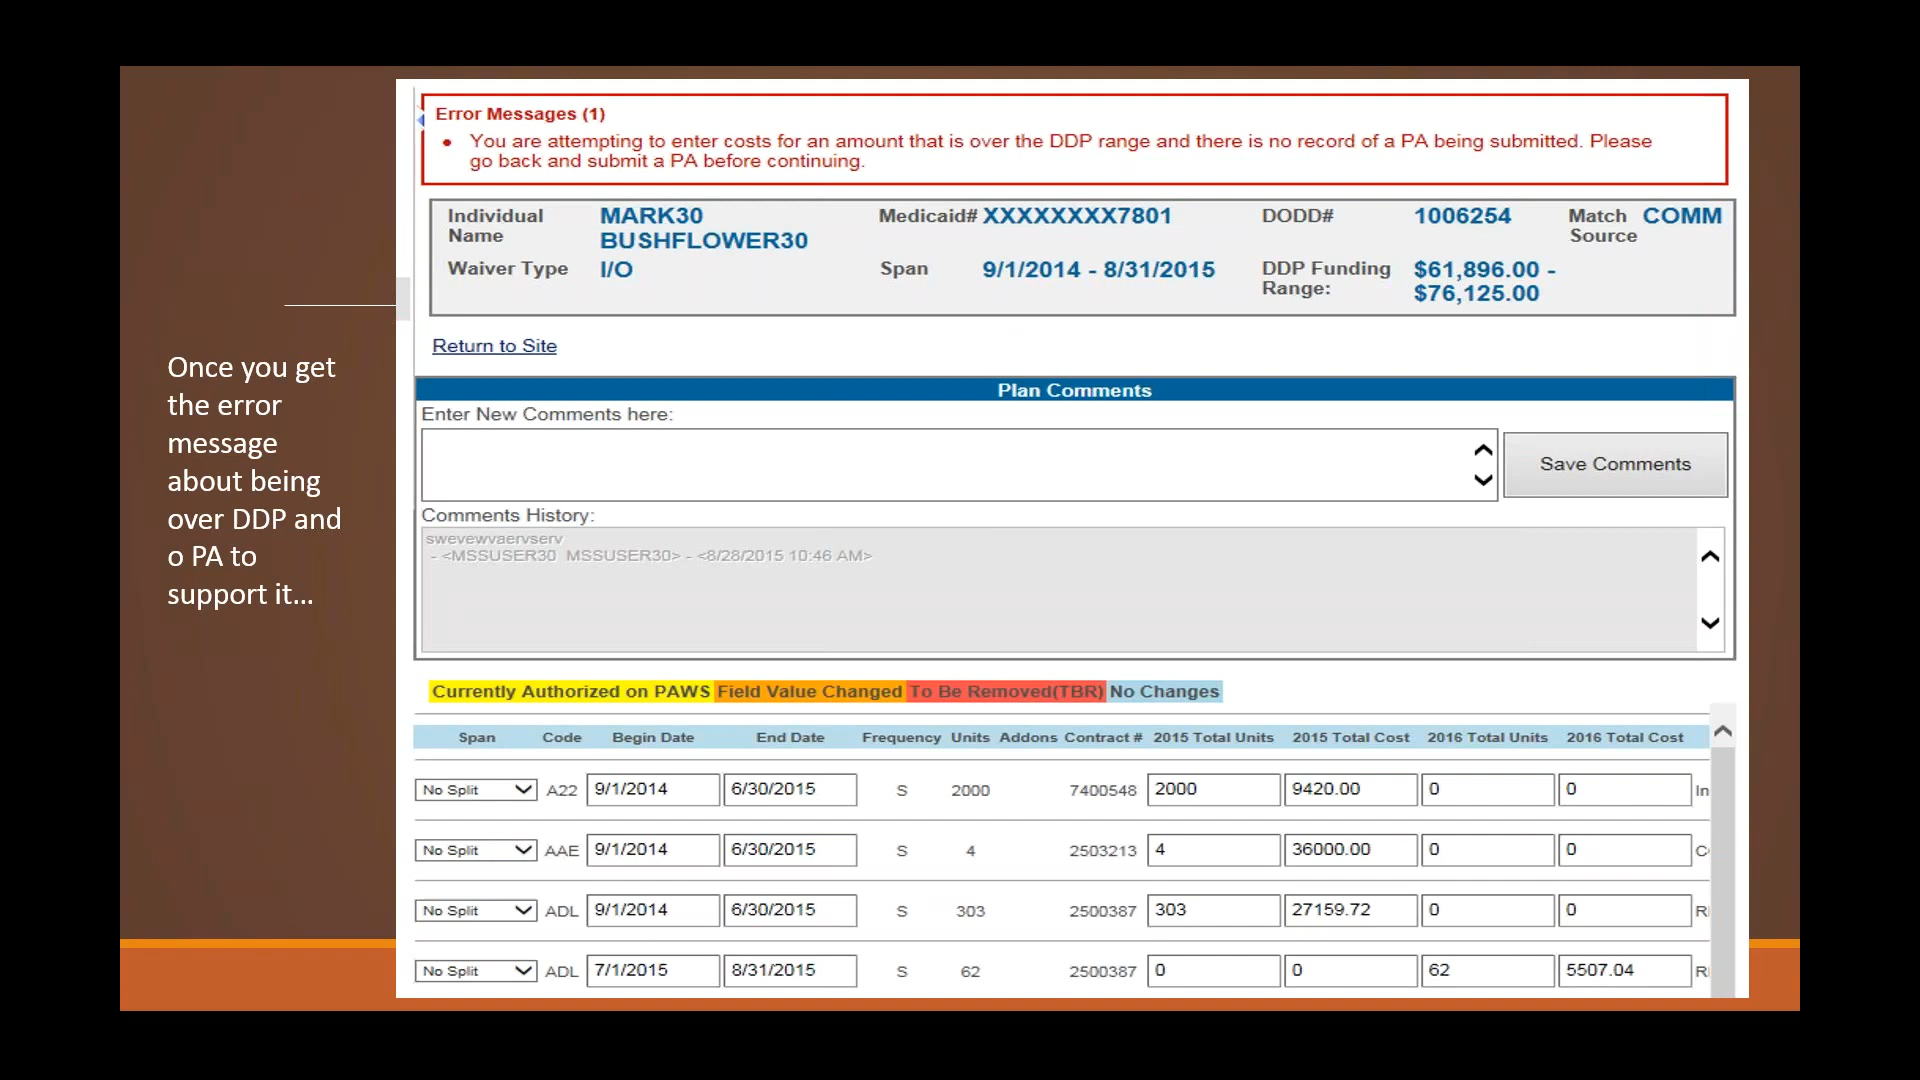 Error Messages (1)
• You are attempting to enter costs for an amount that is over the DDP range and there is no record of a PA being submitted. Please
go back and submit a PA before continuing.
Individual Name MARK30 BUSHFLOWER30 Medicaid# XXXXXXXX7801 DODD# 1006254 Match Source COMM
Waiver Type I/O Span 9/1/2014 - 8/31/2015 DDP Funding Range: $61,896.00 - $76,125.00
Return to Site
Once you get
the error
message
about being
over DDP and
o PA to
support it...
Plan Comments
Enter New Comments here:
Save Comments
Comments History:
swevewvaervserv
- <MSSUSER30 MSSUSER30> - <8/28/2015 10:46 AM>
Currently Authorized on PAWS Field Value Changed To Be Removed(TBR) No Changes
Span Code Begin Date End Date Frequency Units Addons Contract # 2015 Total Units 2015 Total Cost 2016 Total Units 2016 Total Cost
No Split A22 9/1/2014 6/30/2015 S 2000 7400548 2000 9420.00 0 0 In
No Split AAE 9/1/2014 6/30/2015 S 4 2503213 4 36000.00 0 0
No Split ADL 9/1/2014 6/30/2015 S 303 2500387 303 27159.72 0 0
No Split ADL 7/1/2015 8/31/2015 S 62 2500387 0 0 62 5507.04